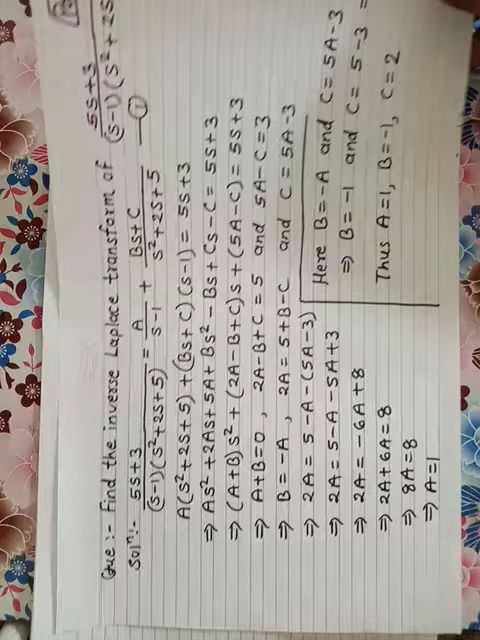 Que :- Find the inverse Laplace transform of 5s+3/(s-1)(s²+2s
Solⁿ:- 5s+3/(s-1)(s²+2s+5) = A/s-1 + Bs+C/s²+2s+5 —①
A(s²+2s+5)+(Bs+C)(s-1)=5s+3
⇒ As²+2As+5A+Bs²-Bs+Cs-C=5s+3
⇒ (A+B)s²+(2A-B+C)s+(5A-C)=5s+3
⇒ A+B=0, 2A-B+C=5 and 5A-C=3
⇒ B=-A, 2A=5+B-C and C=5A-3
⇒ 2A=5-A-(5A-3)
⇒ 2A=5-A-5A+3
⇒ 2A=-6A+8
⇒ 2A+6A=8
⇒ 8A=8
⇒ A=1
Here B=-A and C=5A-3
⇒ B=-1 and C=5-3=
Thus A=1, B=-1, C=2